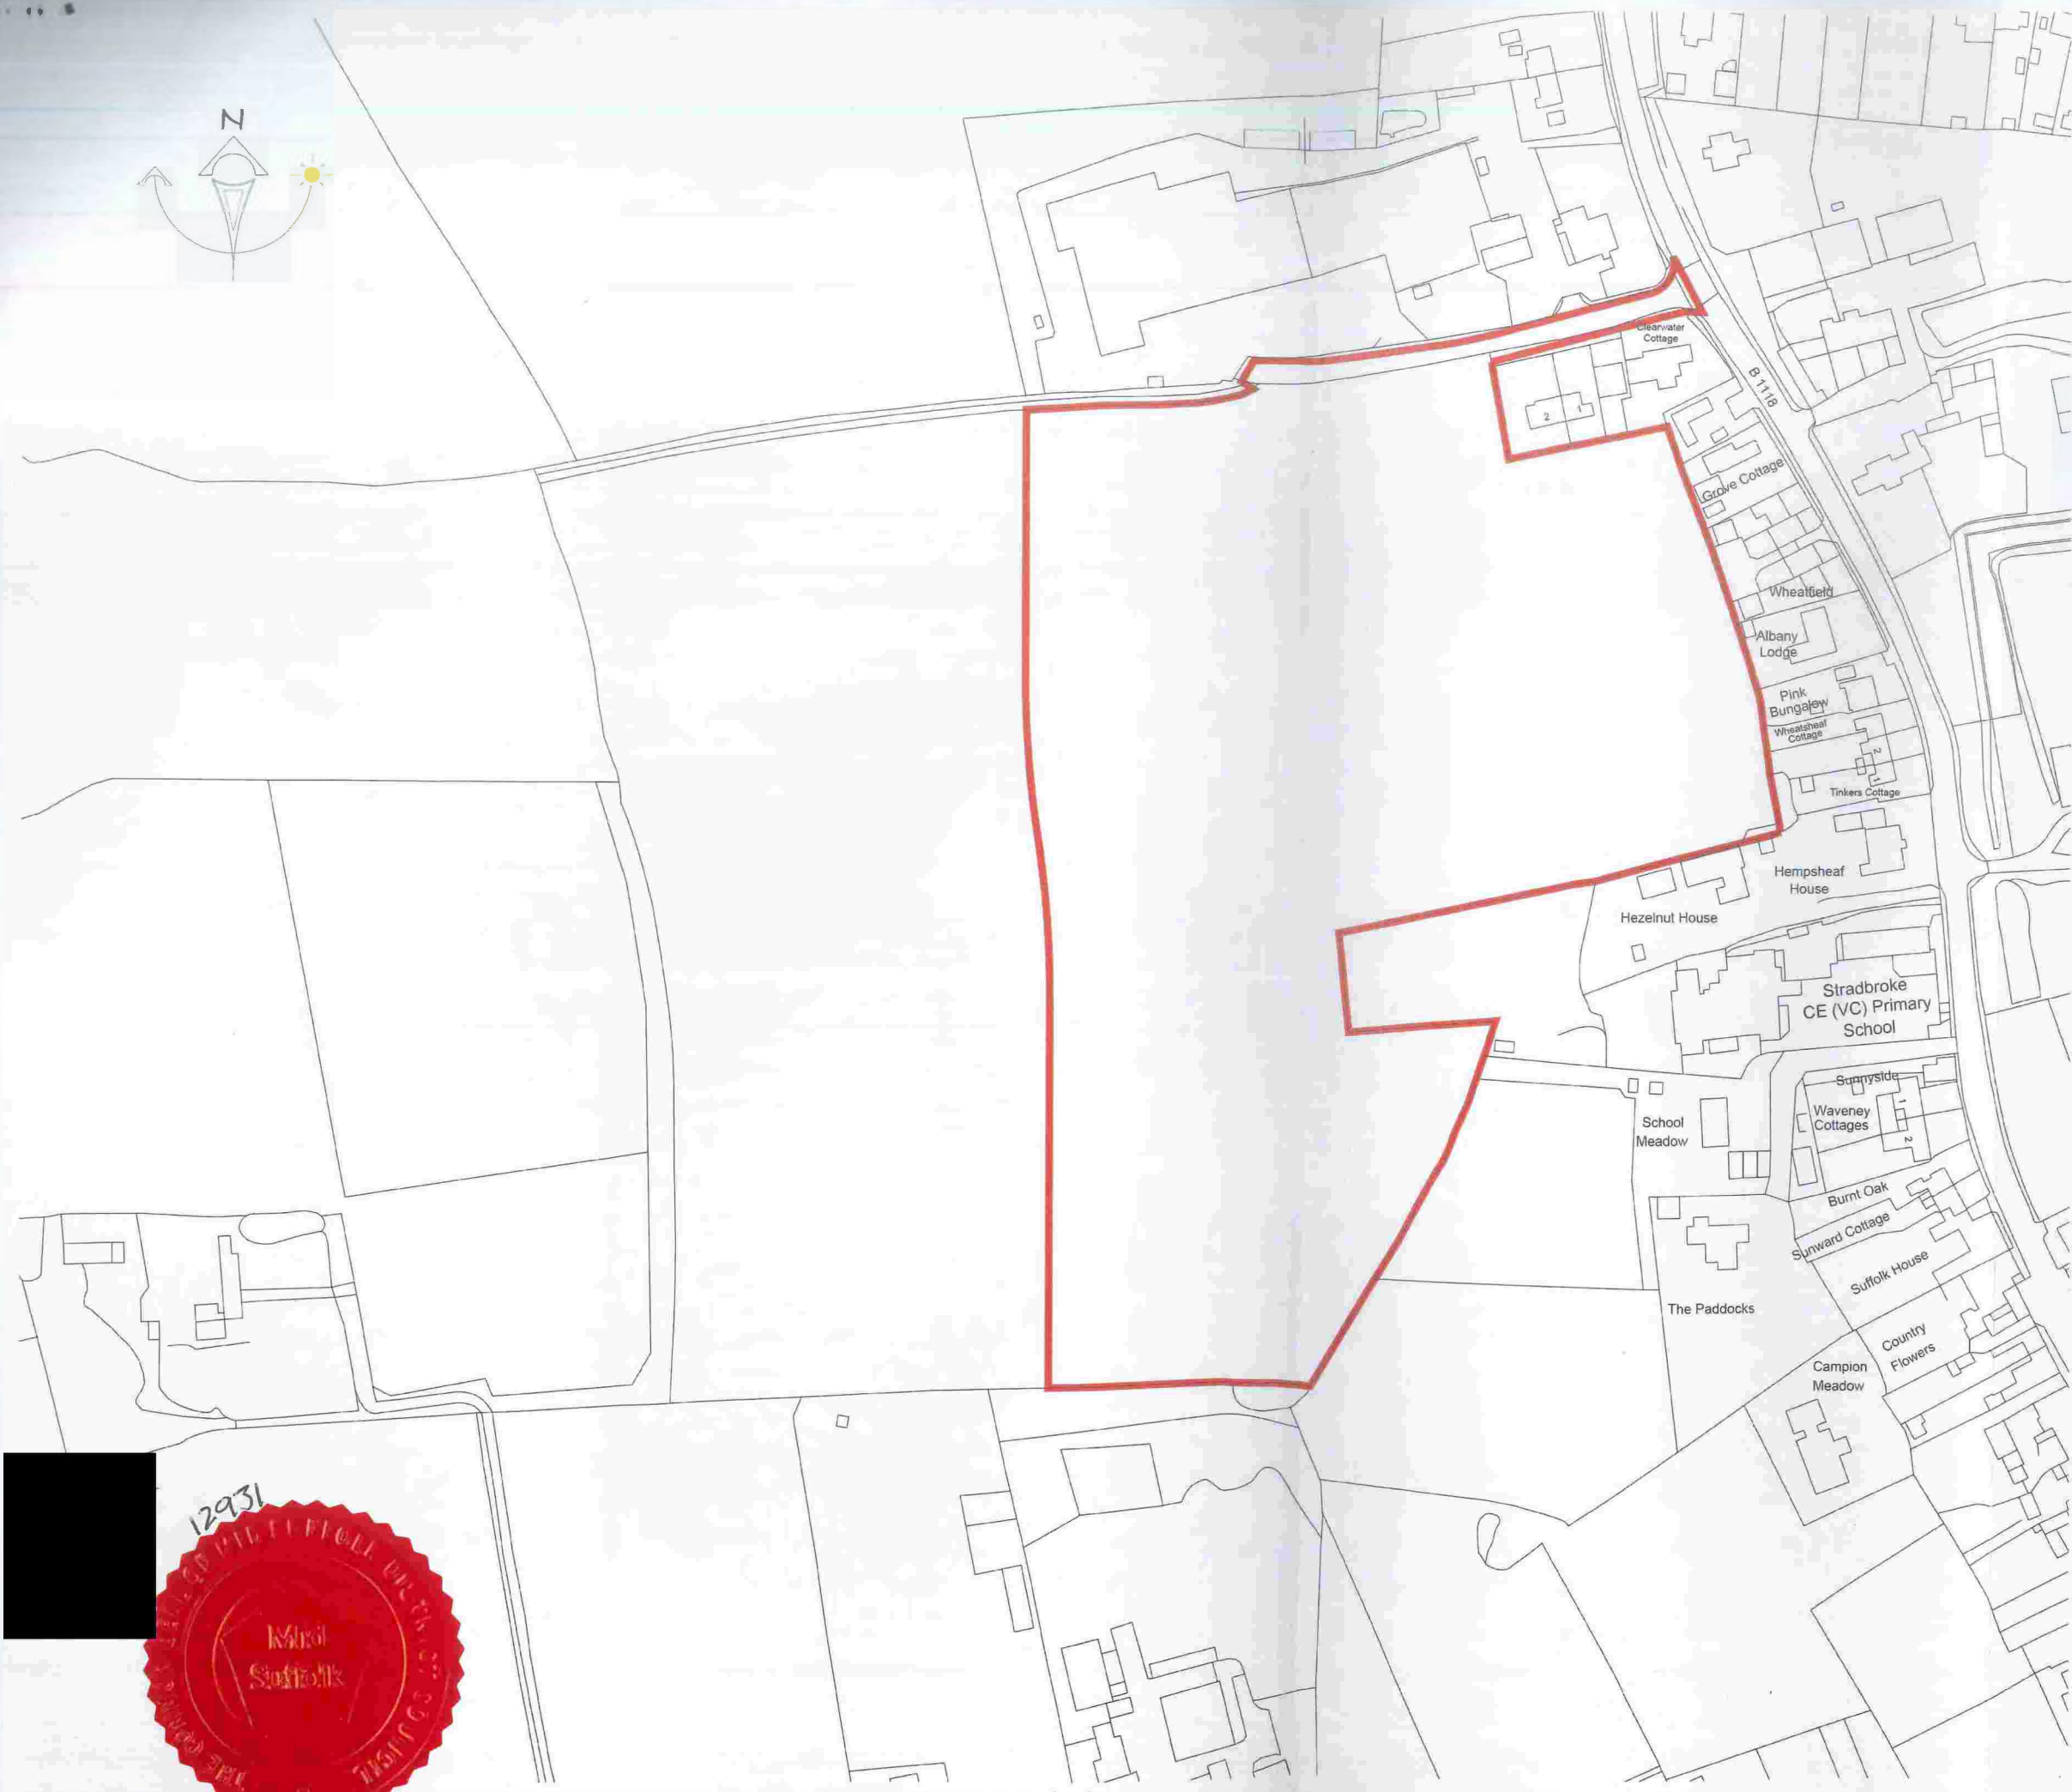 N
Clearwater
Cottage
B 1118
2
1
Grove Cottage
Wheatfield
Albany
Lodge
Pink
Bungalow
Wheatsheaf
Cottage
2
1
Tinkers Cottage
Hempsheaf
House
Hezelnut House
Stradbroke
CE (VC) Primary
School
Sunnyside
School
Meadow
Waveney
Cottages
1
2
Burnt Oak
Sunward Cottage
Suffolk House
The Paddocks
Country
Flowers
Campion
Meadow
12931
Mid
Suffolk